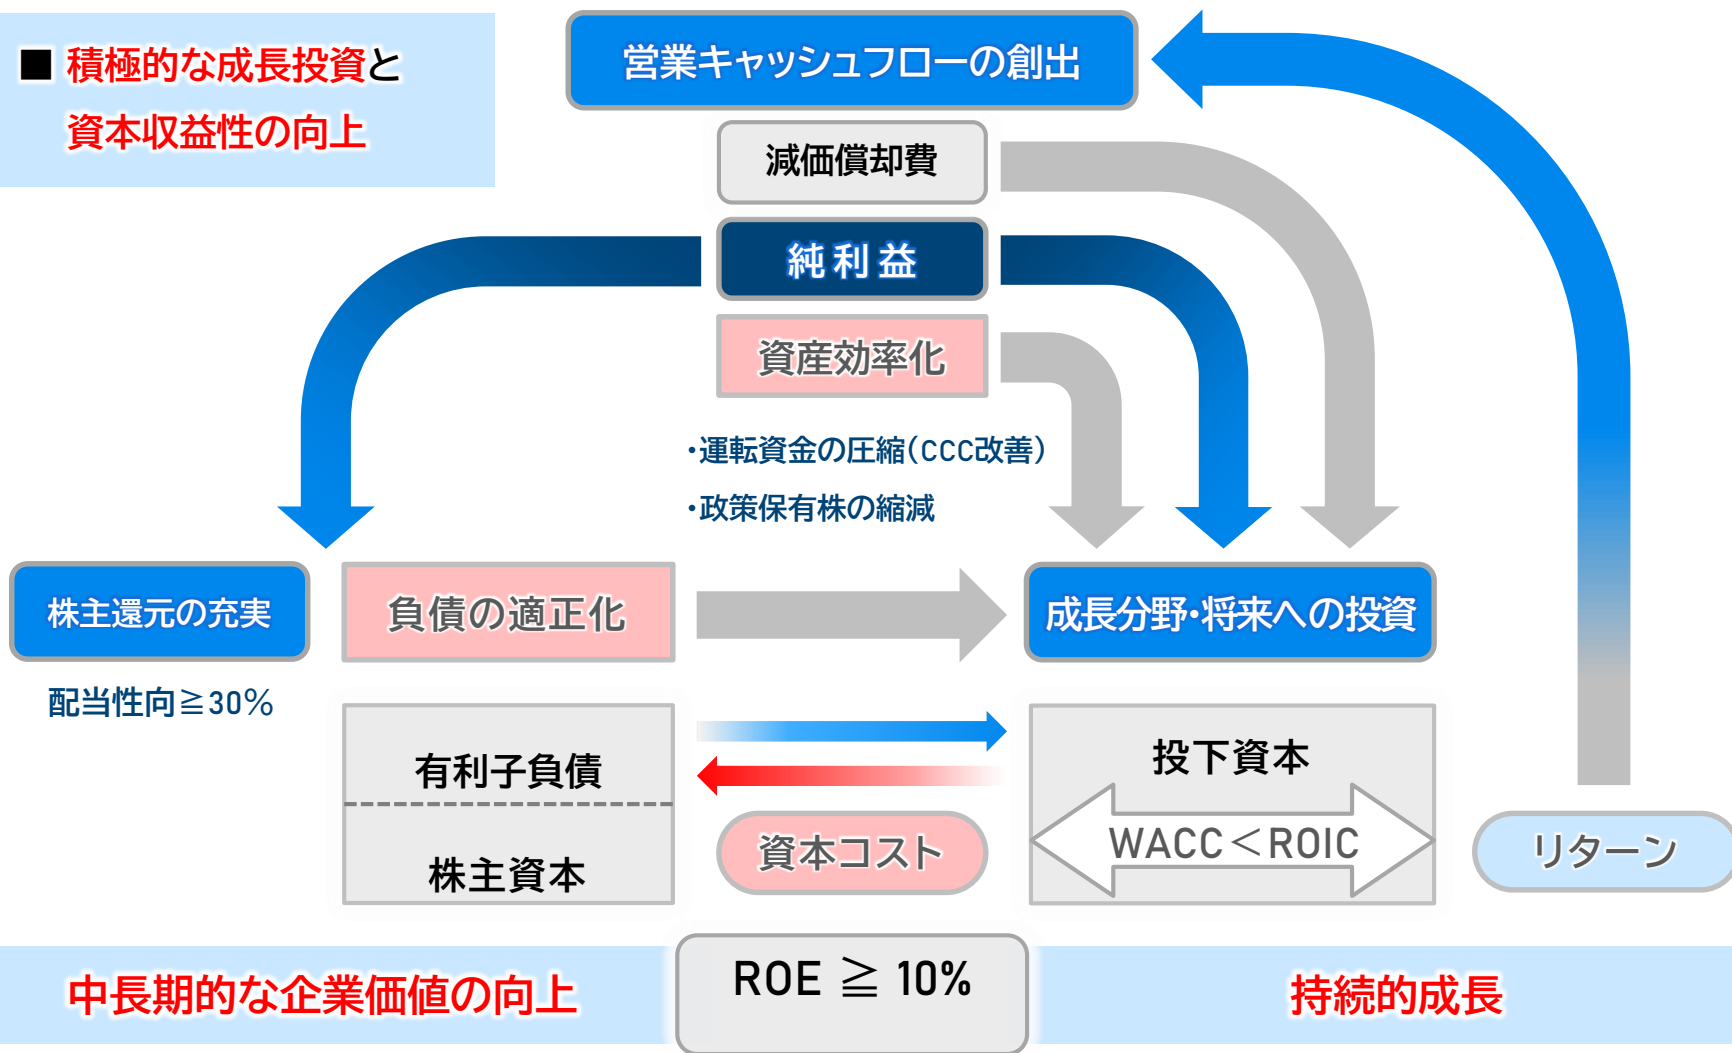 ■ 積極的な成長投資と
資本収益性の向上
営業キャッシュフローの創出
減価償却費
純利益
資産効率化
・運転資金の圧縮(CCC改善)
・政策保有株の縮減
株主還元の充実
負債の適正化
成長分野・将来への投資
配当性向≧30%
有利子負債
株主資本
資本コスト
投下資本
WACC<ROIC
リターン
中長期的な企業価値の向上
ROE ≧ 10%
持続的成長